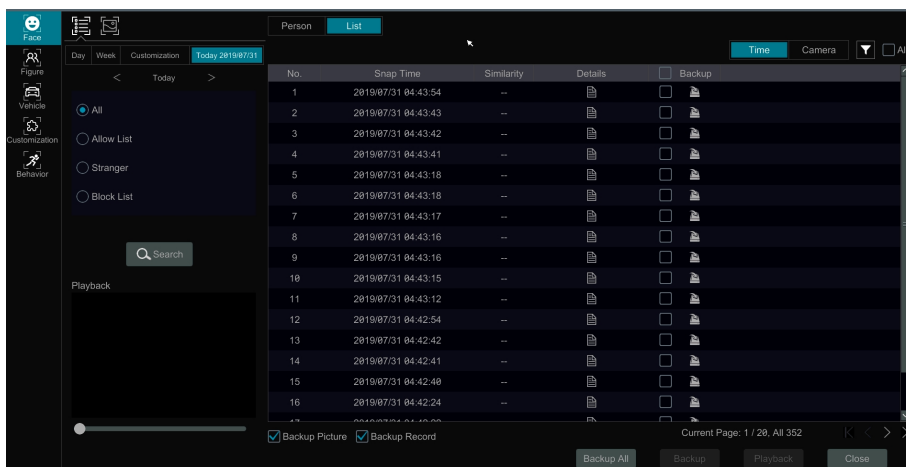 Face
Figure
Vehicle
Customization
Behavior
Day Week Customization Today 2019/07/31
< Today >
All
Allow List
Stranger
Block List
Search
Playback
Person List
Time Camera
No. Snap Time Similarity Details Backup
1 2019/07/31 04:43:54 --
2 2019/07/31 04:43:43 --
3 2019/07/31 04:43:42 --
4 2019/07/31 04:43:41 --
5 2019/07/31 04:43:18 --
6 2019/07/31 04:43:18 --
7 2019/07/31 04:43:17 --
8 2019/07/31 04:43:16 --
9 2019/07/31 04:43:16 --
10 2019/07/31 04:43:15 --
11 2019/07/31 04:43:12 --
12 2019/07/31 04:42:54 --
13 2019/07/31 04:42:42 --
14 2019/07/31 04:42:41 --
15 2019/07/31 04:42:40 --
16 2019/07/31 04:42:24 --
Backup Picture Backup Record
Current Page: 1 / 20, All 352
Backup All Backup Playback Close